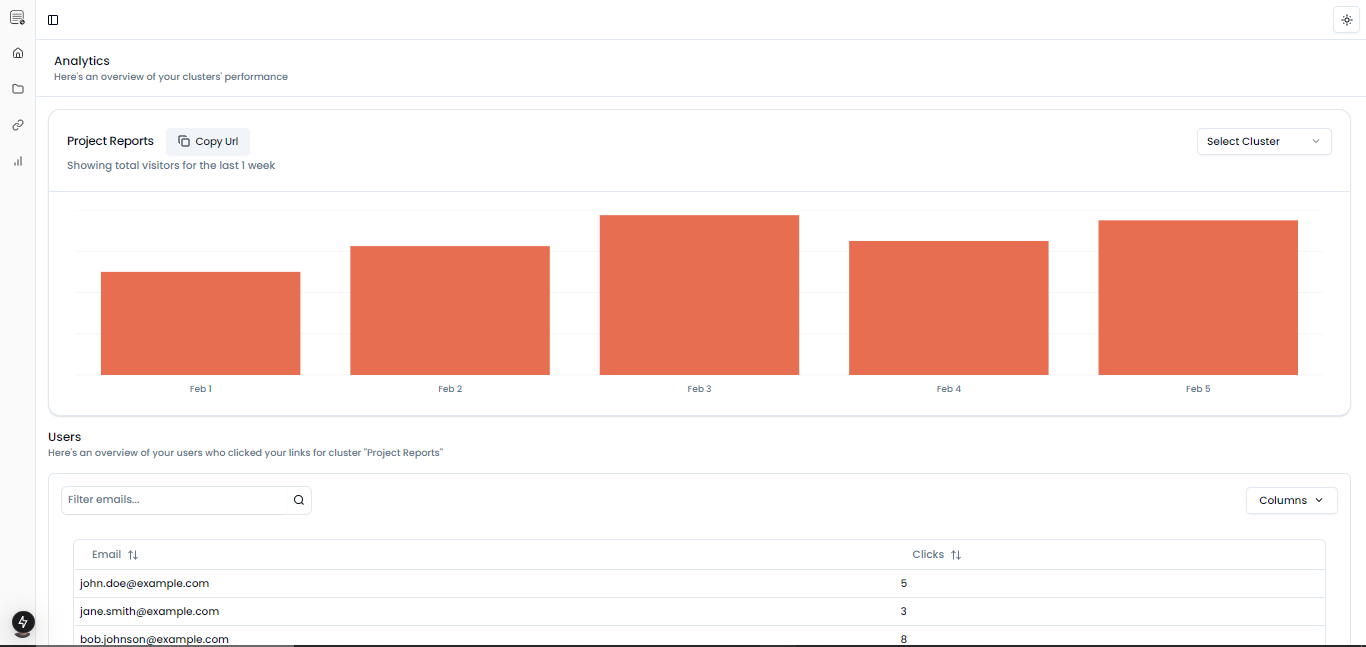 Analytics
Here's an overview of your clusters' performance
Project Reports
Copy Url
Select Cluster
Showing total visitors for the last 1 week
Feb 1
Feb 2
Feb 3
Feb 4
Feb 5
Users
Here's an overview of your users who clicked your links for cluster "Project Reports"
Filter emails...
Columns
Email
Clicks
john.doe@example.com
5
jane.smith@example.com
3
bob.johnson@example.com
8